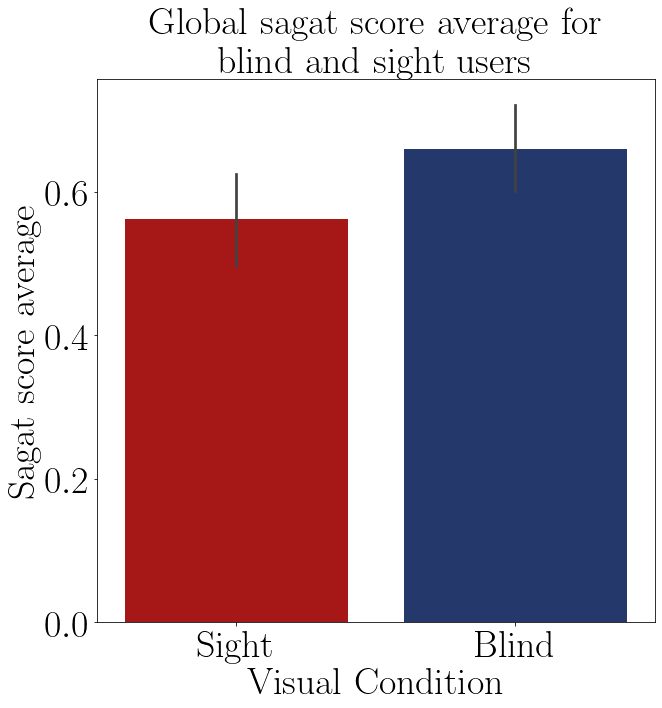 Global sagat score average for
blind and sight users
Sagat score average
0.6
0.4
0.2
0.0
Sight Blind
Visual Condition